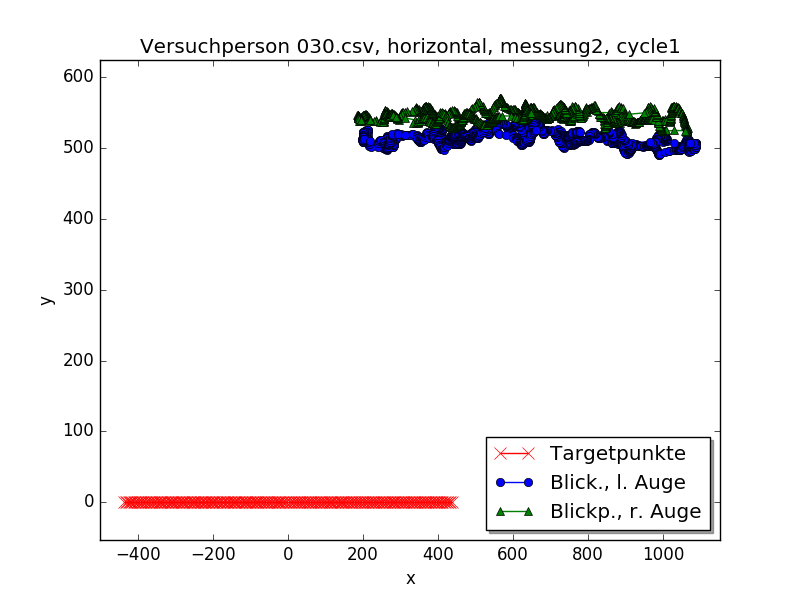 Versuchperson 030.csv, horizontal, messung2, cycle1
600
500
400
300
200
100
0
y
−400 −200 0 200 400 600 800 1000
x
Targetpunkte
Blick., l. Auge
Blickp., r. Auge